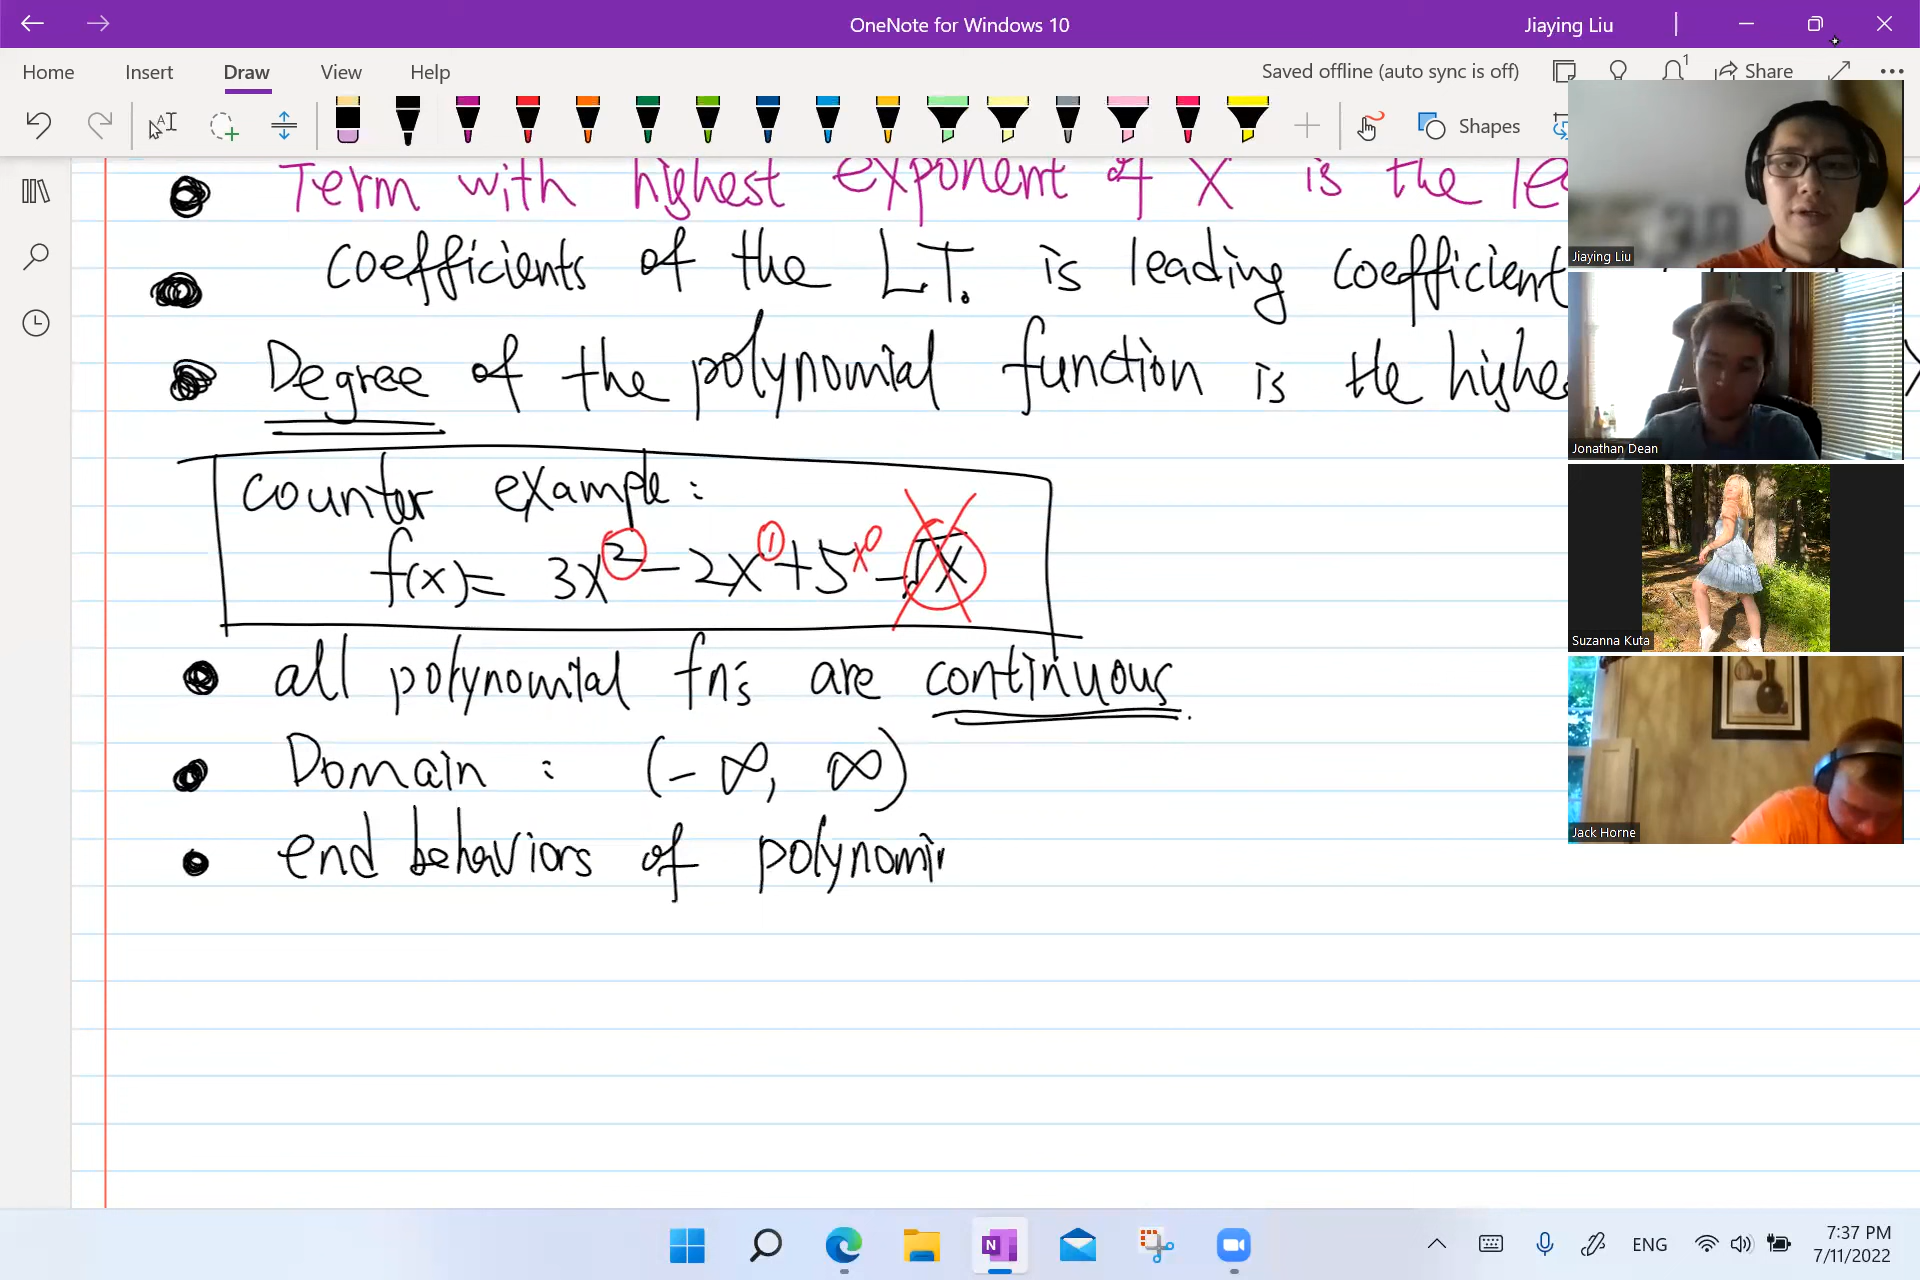 OneNote for Windows 10
Jiaying Liu
Home Insert Draw View Help
Saved offline (auto sync is off)
1
Share
Shapes
Term with highest exponent of X is the le
coefficients of the L.T. is leading coefficient
Degree of the polynomial function is the highes
counter example:
f(x) = 3x² - 2x¹ + 5x⁰ - √x
all polynomial fn's are continuous.
Domain : (-∞, ∞)
end behaviors of polynomi
Jiaying Liu
Jonathan Dean
Suzanna Kuta
Jack Horne
ENG
7:37 PM
7/11/2022